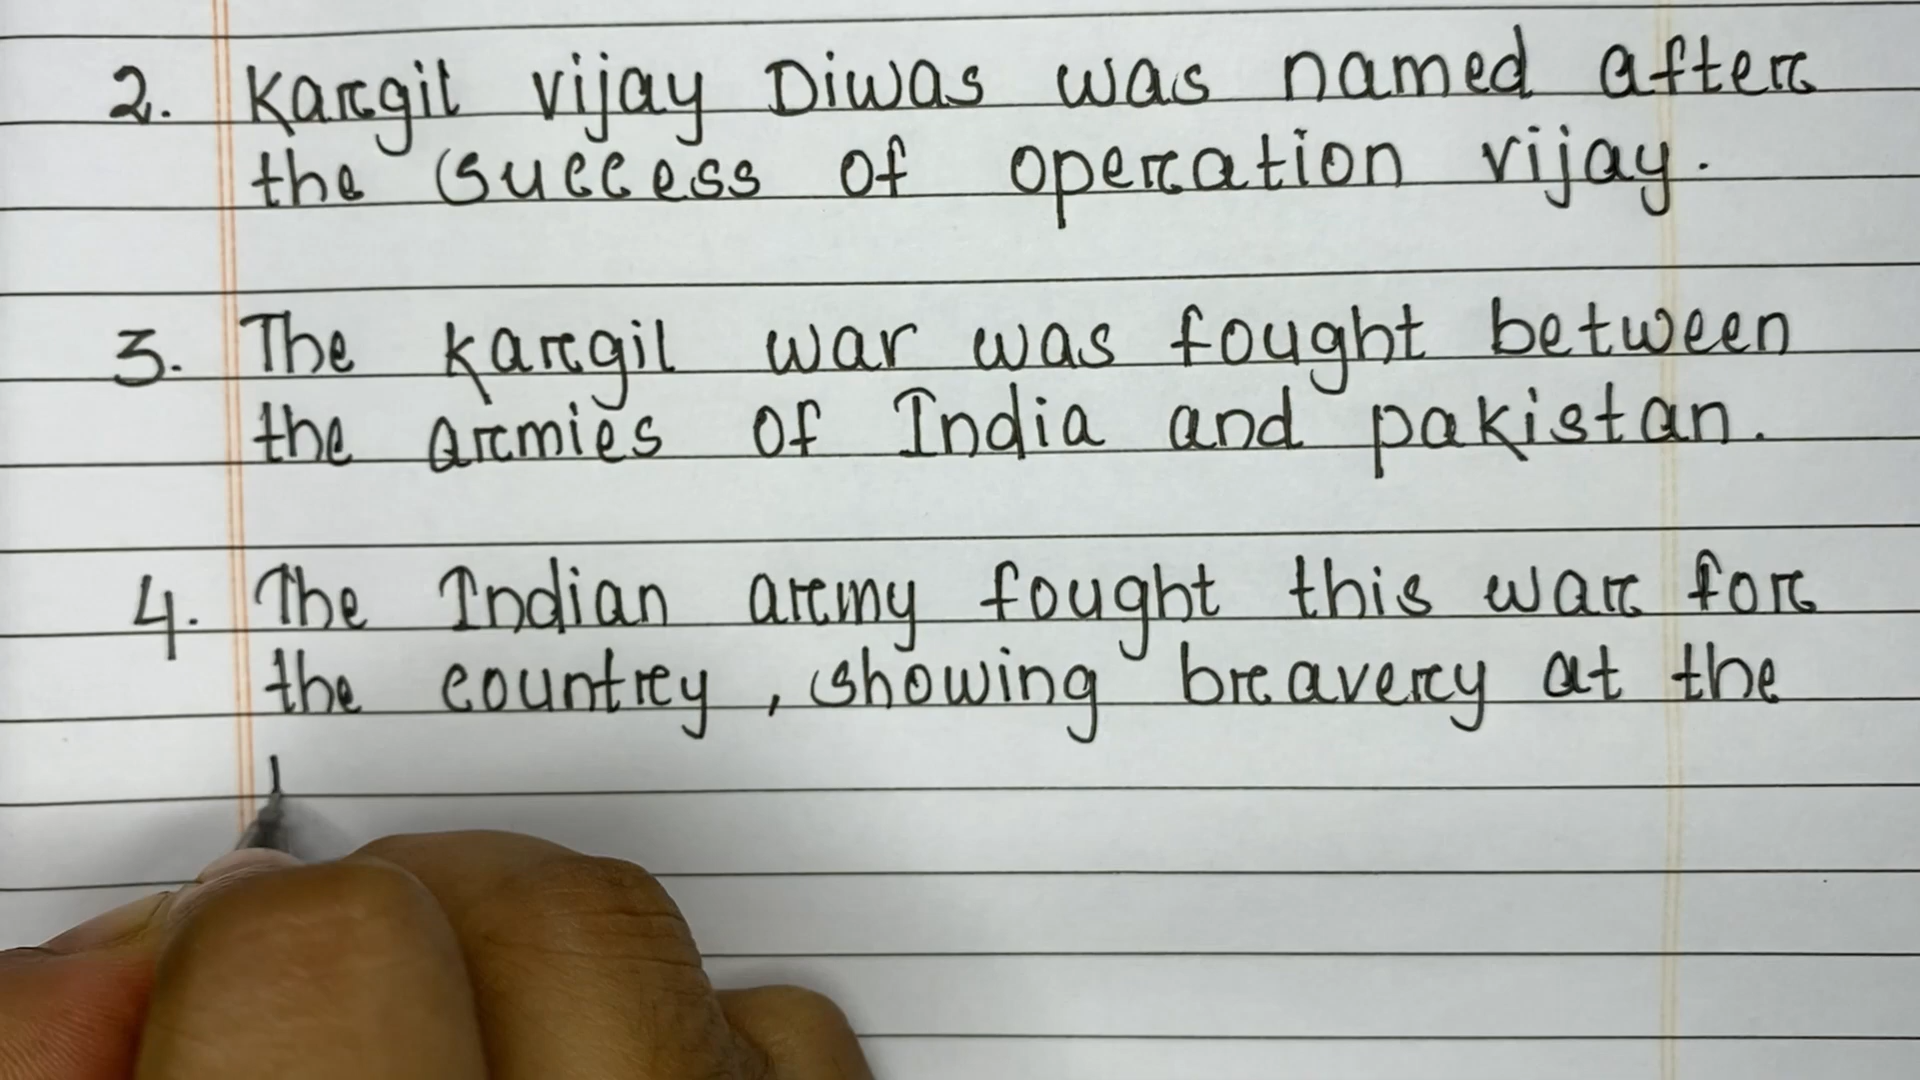 2. Kargil vijay Diwas was named after
the success of operation vijay.
3. The kargil war was fought between
the armies of India and pakistan.
4. The Indian army fought this war for
the country, showing bravery at the